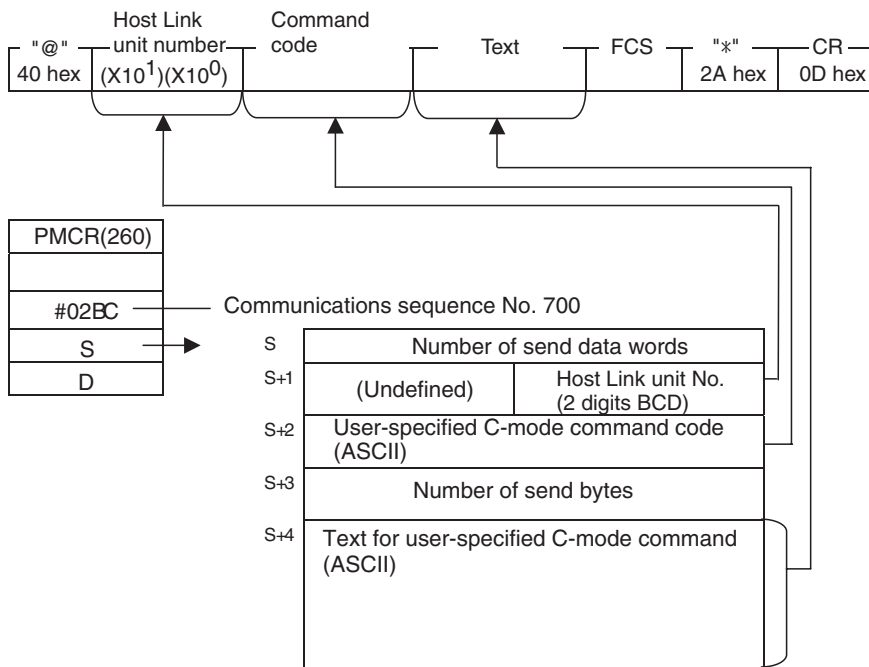 Host Link
unit number
Command
code
"@"
Text
FCS
"*"
CR
40 hex
(X10¹)(X10⁰)
2A hex
0D hex
PMCR(260)
#02BC
Communications sequence No. 700
S
D
S
Number of send data words
S+1
(Undefined)
Host Link unit No.
(2 digits BCD)
S+2
User-specified C-mode command code
(ASCII)
S+3
Number of send bytes
S+4
Text for user-specified C-mode command
(ASCII)